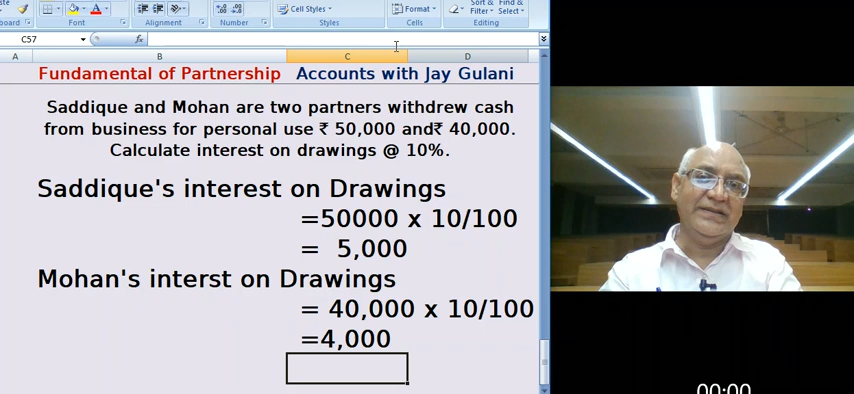 Font
Alignment
Number
Cell Styles
Styles
Format
Cells
Sort &
Filter
Find &
Select
Editing
C57
fx
A B C D
Fundamental of Partnership Accounts with Jay Gulani
Saddique and Mohan are two partners withdrew cash
from business for personal use ₹ 50,000 and₹ 40,000.
Calculate interest on drawings @ 10%.
Saddique's interest on Drawings
=50000 x 10/100
= 5,000
Mohan's interst on Drawings
= 40,000 x 10/100
=4,000
00:00